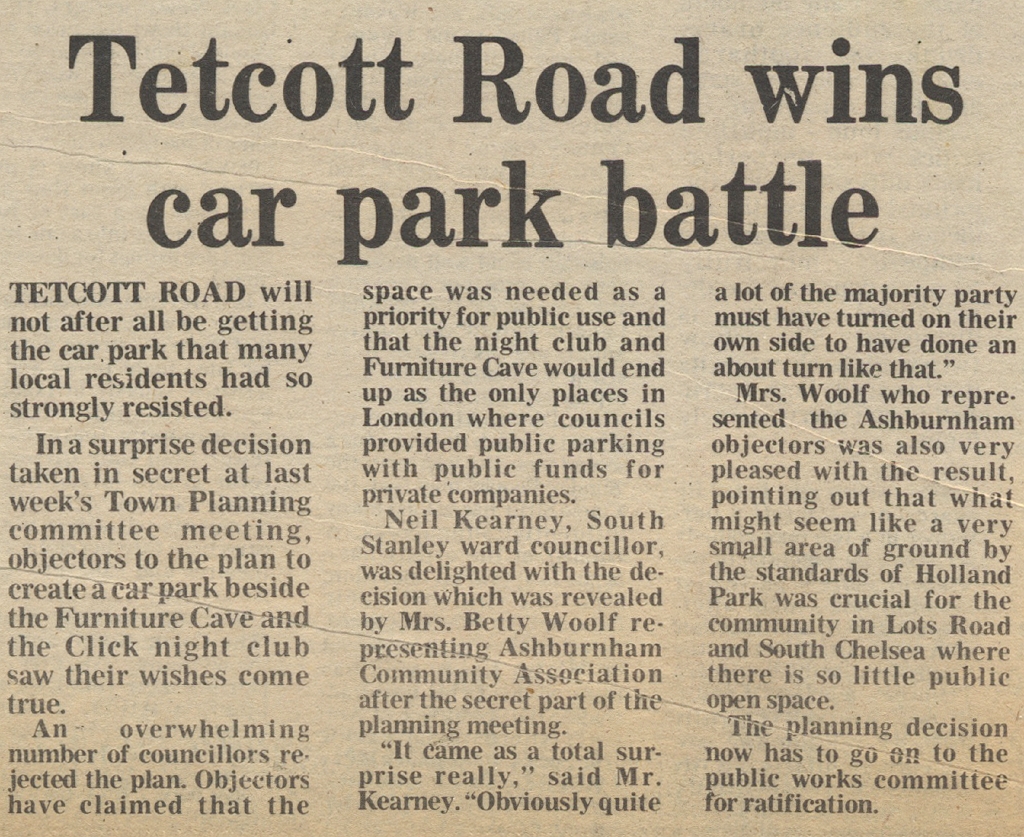 Tetcott Road wins
car park battle
TETCOTT ROAD will
not after all be getting
the car park that many
local residents had so
strongly resisted.
In a surprise decision
taken in secret at last
week's Town Planning
committee meeting,
objectors to the plan to
create a car park beside
the Furniture Cave and
the Click night club
saw their wishes come
true.
An overwhelming
number of councillors re-
jected the plan. Objectors
have claimed that the
space was needed as a
priority for public use and
that the night club and
Furniture Cave would end
up as the only places in
London where councils
provided public parking
with public funds for
private companies.
Neil Kearney, South
Stanley ward councillor,
was delighted with the de-
cision which was revealed
by Mrs. Betty Woolf re-
presenting Ashburnham
Community Association
after the secret part of the
planning meeting.
"It came as a total sur-
prise really," said Mr.
Kearney. "Obviously quite
a lot of the majority party
must have turned on their
own side to have done an
about turn like that."
Mrs. Woolf who repre-
sented the Ashburnham
objectors was also very
pleased with the result,
pointing out that what
might seem like a very
small area of ground by
the standards of Holland
Park was crucial for the
community in Lots Road
and South Chelsea where
there is so little public
open space.
The planning decision
now has to go on to the
public works committee
for ratification.